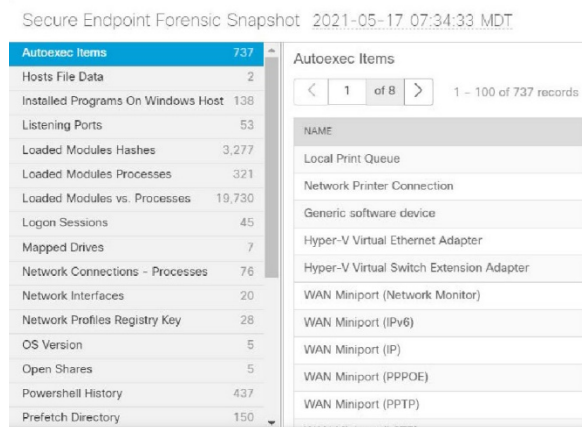 Secure Endpoint Forensic Snapshot 2021-05-17 07:34:33 MDT
Autoexec Items 737
Hosts File Data 2
Installed Programs On Windows Host 138
Listening Ports 53
Loaded Modules Hashes 3,277
Loaded Modules Processes 321
Loaded Modules vs. Processes 19,730
Logon Sessions 45
Mapped Drives 7
Network Connections - Processes 76
Network Interfaces 20
Network Profiles Registry Key 28
OS Version 5
Open Shares 5
Powershell History 437
Prefetch Directory 150
Autoexec Items
1 of 8 1 - 100 of 737 records
NAME
Local Print Queue
Network Printer Connection
Generic software device
Hyper-V Virtual Ethernet Adapter
Hyper-V Virtual Switch Extension Adapter
WAN Miniport (Network Monitor)
WAN Miniport (IPv6)
WAN Miniport (IP)
WAN Miniport (PPPOE)
WAN Miniport (PPTP)